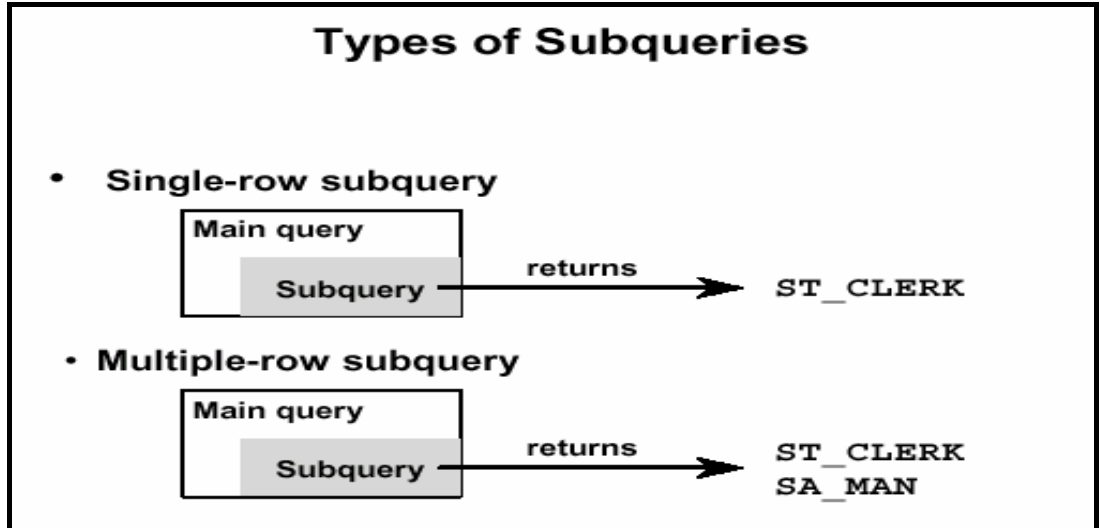 Types of Subqueries
• Single-row subquery
Main query
Subquery
returns
ST_CLERK
• Multiple-row subquery
Main query
Subquery
returns
ST_CLERK
SA_MAN